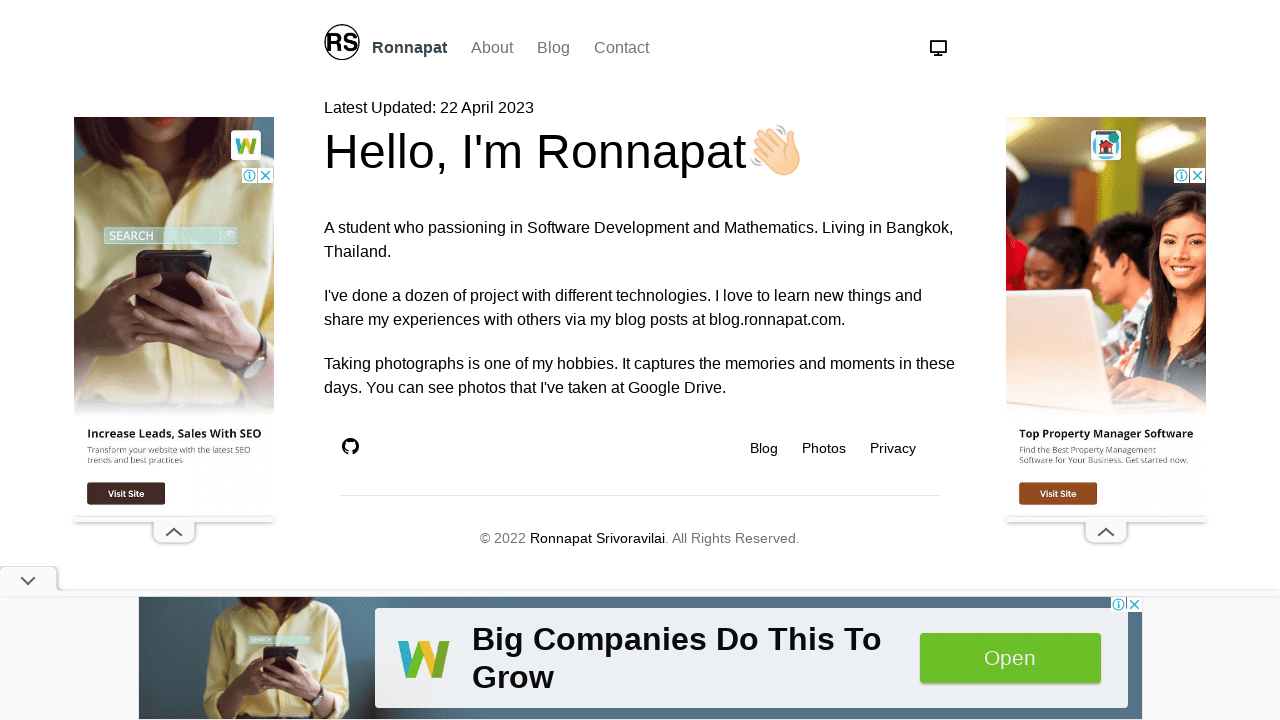 RS Ronnapat About Blog Contact
Latest Updated: 22 April 2023
Hello, I'm Ronnapat👋🏻
A student who passioning in Software Development and Mathematics. Living in Bangkok,
Thailand.
I've done a dozen of project with different technologies. I love to learn new things and
share my experiences with others via my blog posts at blog.ronnapat.com.
Taking photographs is one of my hobbies. It captures the memories and moments in these
days. You can see photos that I've taken at Google Drive.
Blog Photos Privacy
© 2022 Ronnapat Srivoravilai. All Rights Reserved.
SEARCH
Increase Leads, Sales With SEO
Transform your website with the latest SEO
trends and best practices
Visit Site
Top Property Manager Software
Find the Best Property Management
Software for Your Business. Get started now.
Visit Site
SEARCH
Big Companies Do This To
Grow
Open